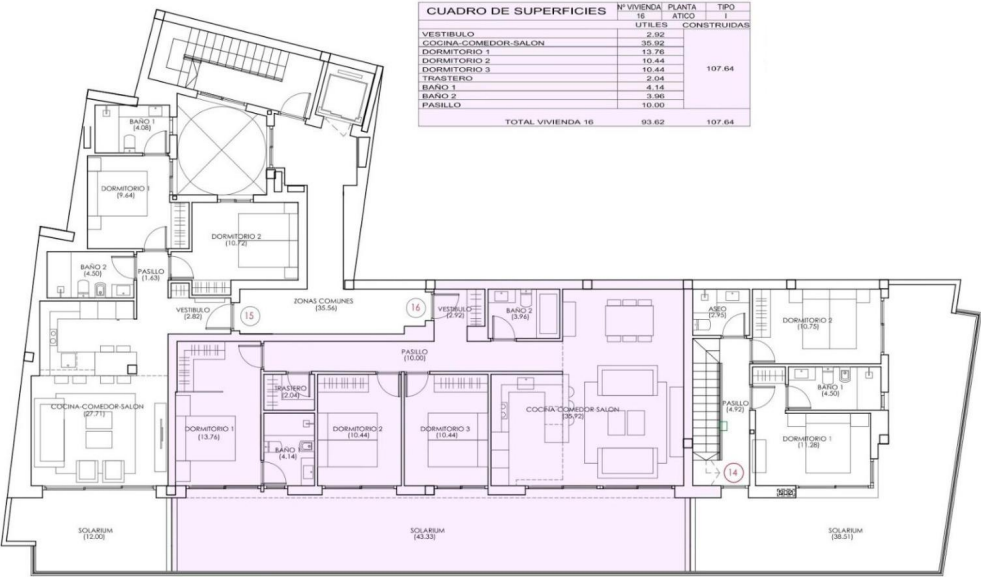 CUADRO DE SUPERFICIES Nº VIVIENDA PLANTA TIPO
16 ATICO I
UTILES CONSTRUIDAS
VESTIBULO 2.92
COCINA-COMEDOR-SALON 35.92
DORMITORIO 1 13.76
DORMITORIO 2 10.44
DORMITORIO 3 10.44
107.64
TRASTERO 2.04
BAÑO 1 4.14
BAÑO 2 3.96
PASILLO 10.00
TOTAL VIVIENDA 16 93.62 107.64
BAÑO 1
(4.08)
DORMITORIO 1
(9.64)
DORMITORIO 2
(10.72)
BAÑO 2
(4.50)
PASILLO
(1.63)
VESTIBULO
(2.82)
15
ZONAS COMUNES
(35.56)
16
VESTIBULO
(2.92)
BAÑO 2
(3.96)
ASEO
(2.95)
DORMITORIO 2
(10.75)
PASILLO
(10.00)
TRASTERO
(2.04)
BAÑO 1
(4.50)
COCINA-COMEDOR-SALON
(27.71)
DORMITORIO 1
(13.76)
DORMITORIO 2
(10.44)
DORMITORIO 3
(10.44)
COCINA COMEDOR-SALON
(35.92)
PASILLO
(4.92)
BAÑO 1
(4.14)
DORMITORIO 1
(11.28)
14
SOLARIUM
(12.00)
SOLARIUM
(43.33)
SOLARIUM
(38.51)